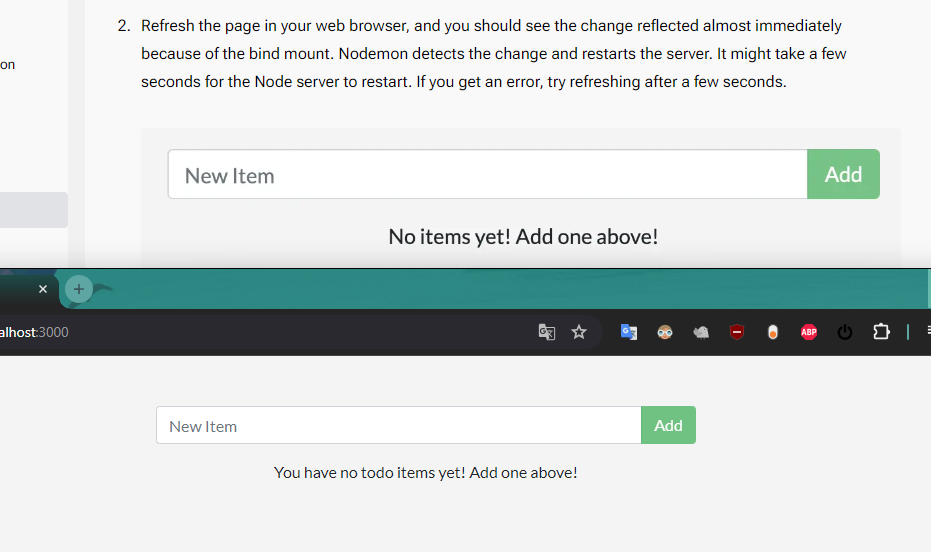 2. Refresh the page in your web browser, and you should see the change reflected almost immediately
because of the bind mount. Nodemon detects the change and restarts the server. It might take a few
on
seconds for the Node server to restart. If you get an error, try refreshing after a few seconds.
New Item
Add
No items yet! Add one above!
alhost:3000
ABP
New Item
Add
You have no todo items yet! Add one above!